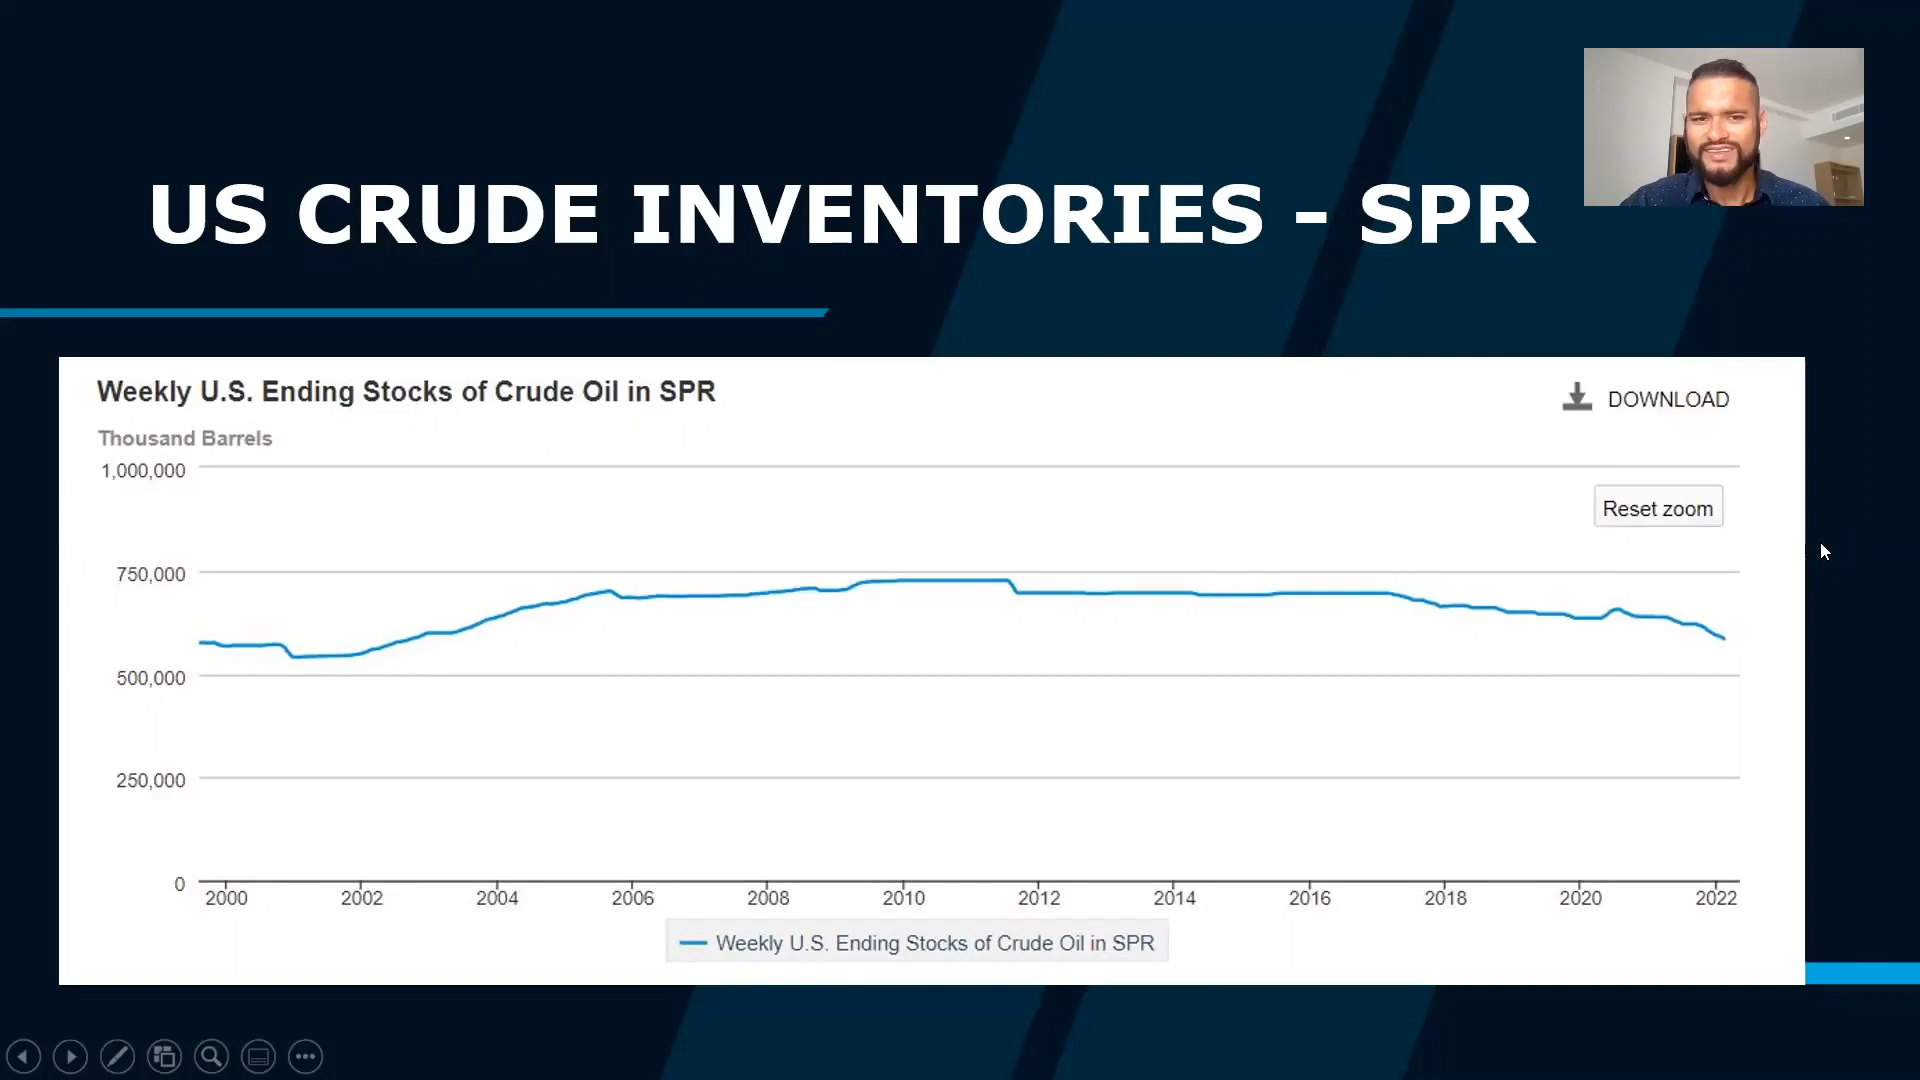 US CRUDE INVENTORIES - SPR
Weekly U.S. Ending Stocks of Crude Oil in SPR
DOWNLOAD
Thousand Barrels
1,000,000
Reset zoom
750,000
500,000
250,000
0
2000 2002 2004 2006 2008 2010 2012 2014 2016 2018 2020 2022
Weekly U.S. Ending Stocks of Crude Oil in SPR